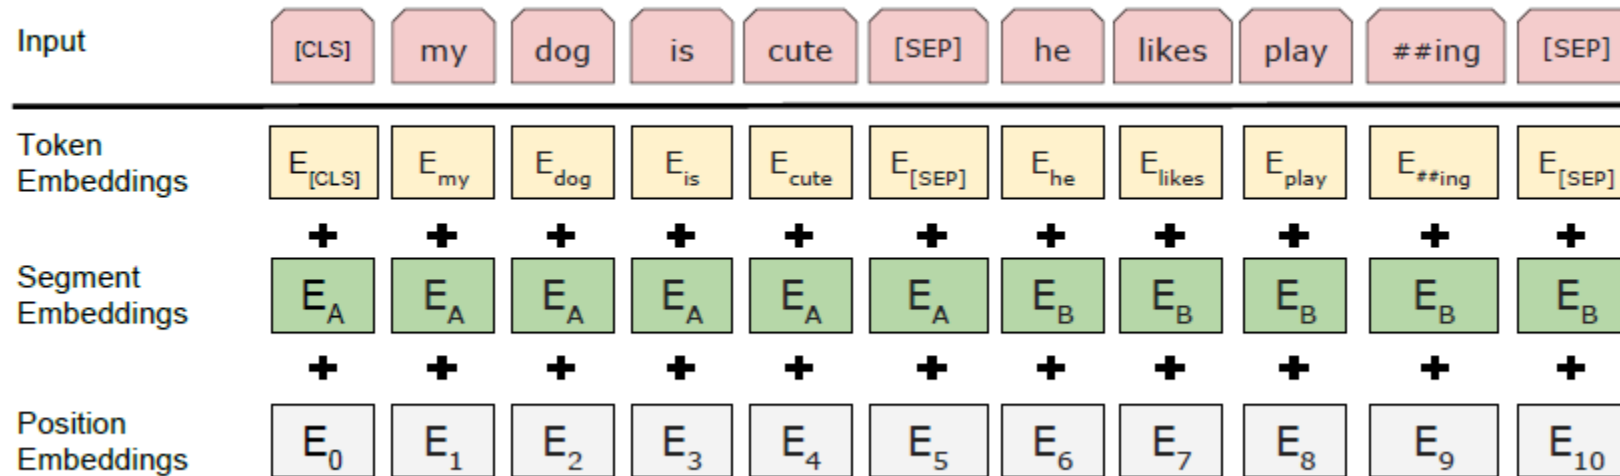 Input [CLS] my dog is cute [SEP] he likes play ##ing [SEP]
Token
Embeddings E[CLS] Emy Edog Eis Ecute E[SEP] Ehe Elikes Eplay E##ing E[SEP]
+ + + + + + + + + + +
Segment
Embeddings EA EA EA EA EA EA EB EB EB EB EB
+ + + + + + + + + + +
Position
Embeddings E0 E1 E2 E3 E4 E5 E6 E7 E8 E9 E10